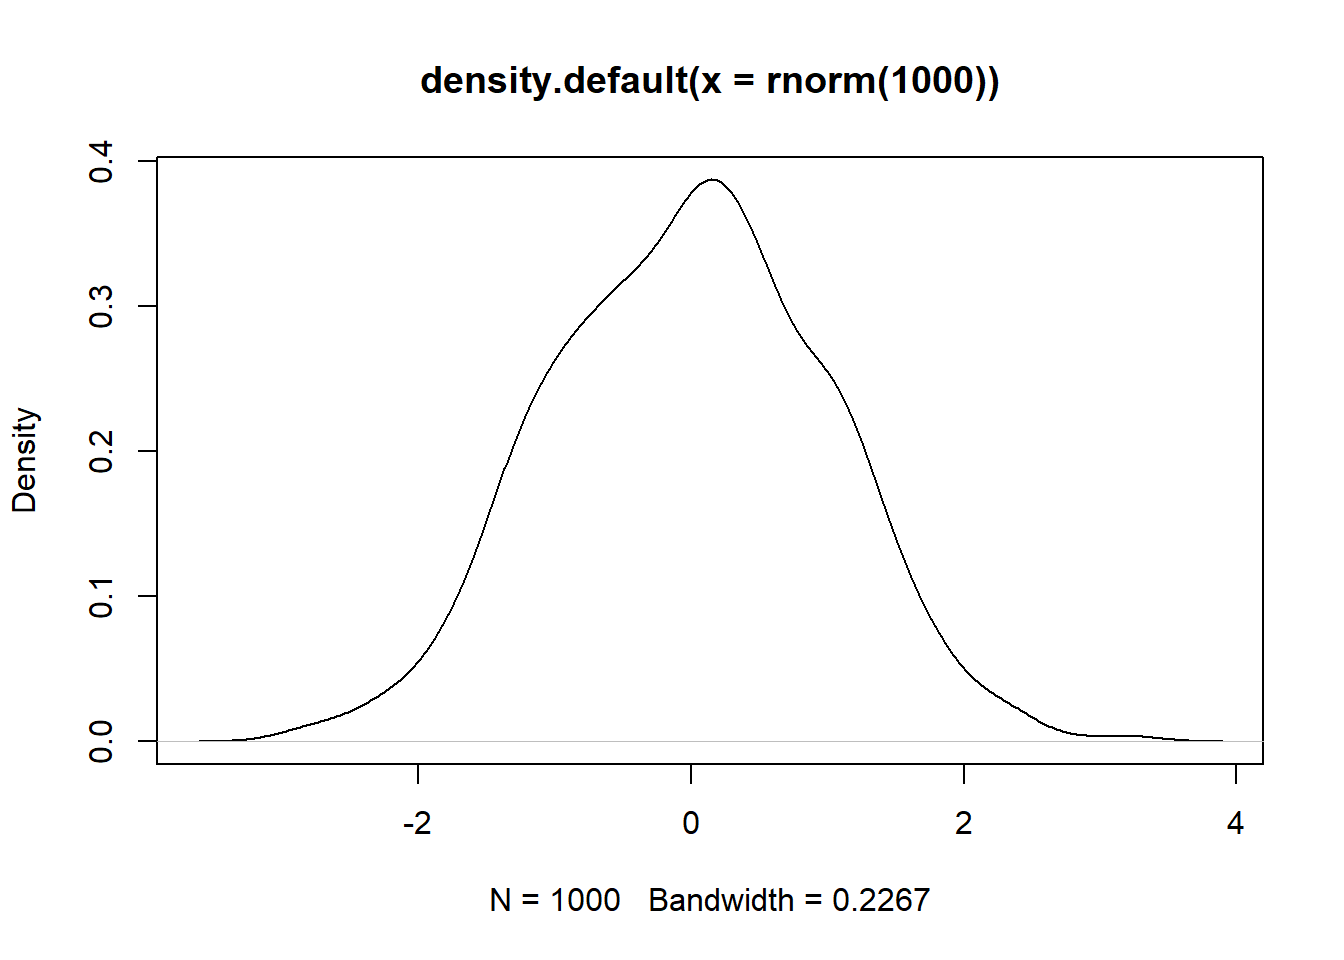 density.default(x = rnorm(1000))
Density
0.4
0.3
0.2
0.1
0.0
-2 0 2 4
N = 1000 Bandwidth = 0.2267